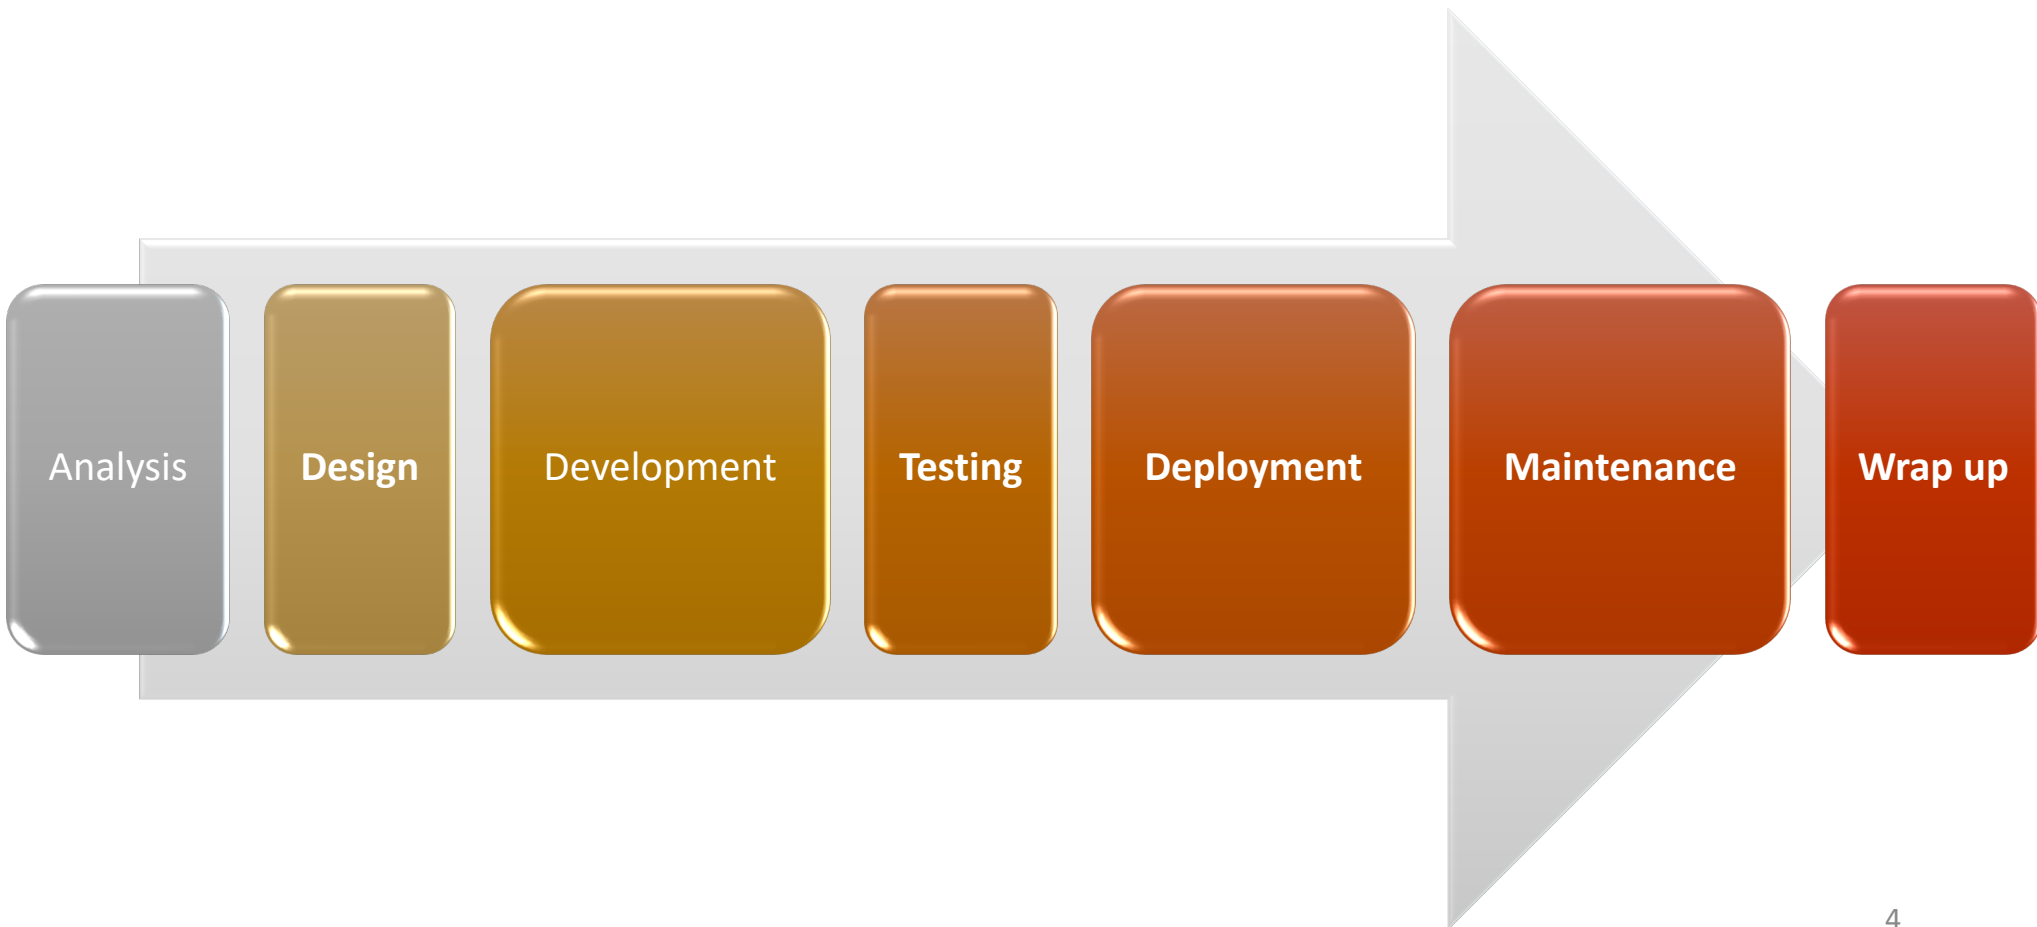 Analysis
Design
Development
Testing
Deployment
Maintenance
Wrap up
4